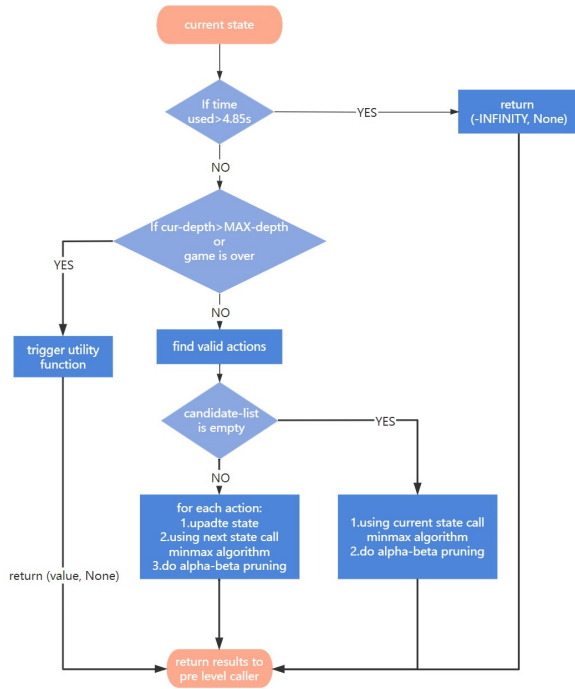 current state
If time
used>4.85s
YES
return
(-INFINITY, None)
NO
If cur-depth>MAX-depth
or
game is over
YES
NO
trigger utility
function
find valid actions
candidate-list
is empty
YES
NO
for each action:
1.upadte state
2.using next state call
minmax algorithm
3.do alpha-beta pruning
1.using current state call
minmax algorithm
2.do alpha-beta pruning
return (value, None)
return results to
pre level caller